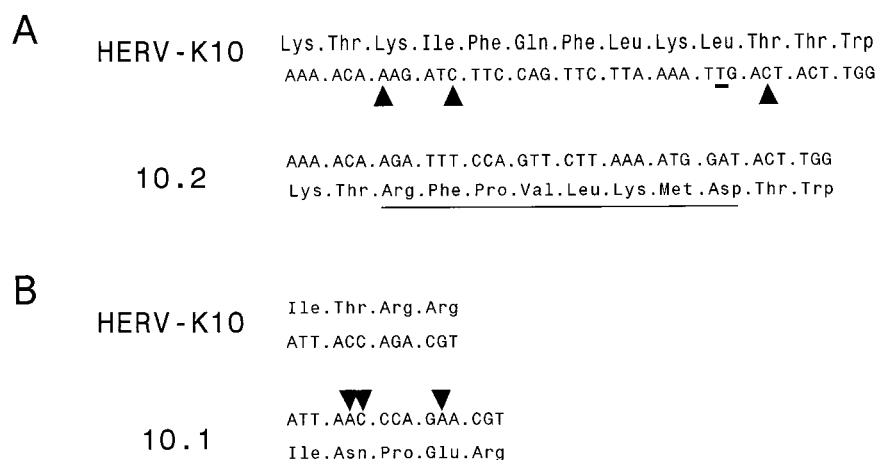 A
HERV-K10
Lys.Thr.Lys.Ile.Phe.Gln.Phe.Leu.Lys.Leu.Thr.Thr.Trp
AAA.ACA.AAG.ATC.TTC.CAG.TTC.TTA.AAA.TTG.ACT.ACT.TGG
10.2
AAA.ACA.AGA.TTT.CCA.GTT.CTT.AAA.ATG.GAT.ACT.TGG
Lys.Thr.Arg.Phe.Pro.Val.Leu.Lys.Met.Asp.Thr.Trp
B
HERV-K10
Ile.Thr.Arg.Arg
ATT.ACC.AGA.CGT
10.1
ATT.AAC.CCA.GAA.CGT
Ile.Asn.Pro.Glu.Arg